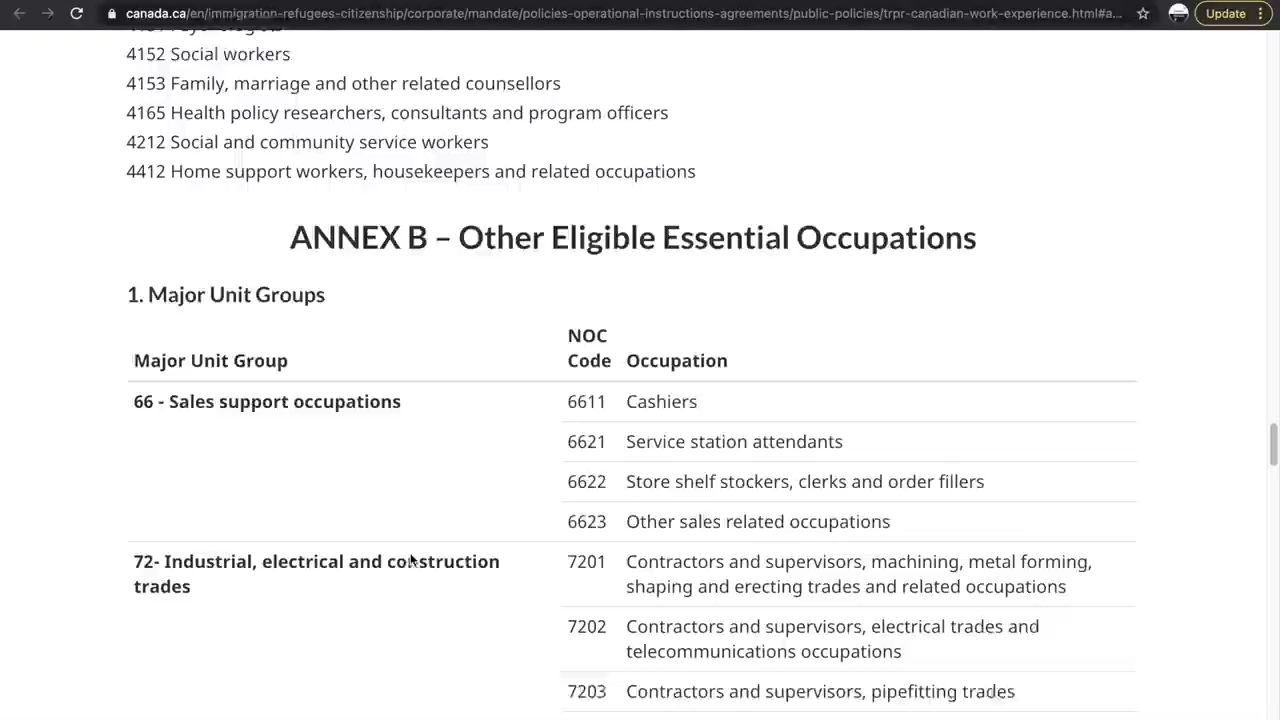 canada.ca/en/immigration-refugees-citizenship/corporate/mandate/policies-operational-instructions-agreements/public-policies/trpr-canadian-work-experience.html#a...
Update
4152 Social workers
4153 Family, marriage and other related counsellors
4165 Health policy researchers, consultants and program officers
4212 Social and community service workers
4412 Home support workers, housekeepers and related occupations
ANNEX B – Other Eligible Essential Occupations
1. Major Unit Groups
Major Unit Group NOC Code Occupation
66 - Sales support occupations 6611 Cashiers
6621 Service station attendants
6622 Store shelf stockers, clerks and order fillers
6623 Other sales related occupations
72- Industrial, electrical and construction trades 7201 Contractors and supervisors, machining, metal forming, shaping and erecting trades and related occupations
7202 Contractors and supervisors, electrical trades and telecommunications occupations
7203 Contractors and supervisors, pipefitting trades